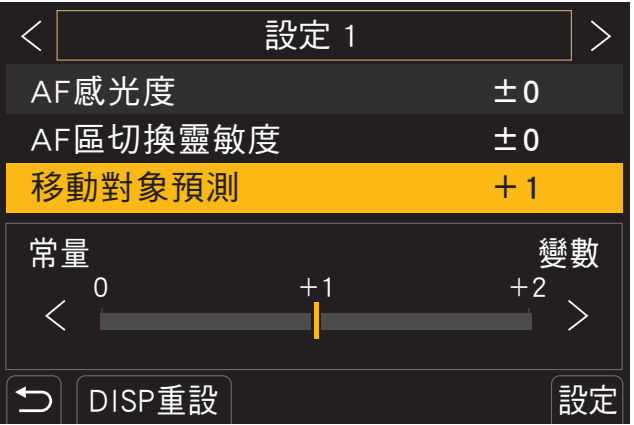 設定 1
AF感光度 ±0
AF區切換靈敏度 ±0
移動對象預測 +1
常量 變數
0 +1 +2
DISP重設 設定